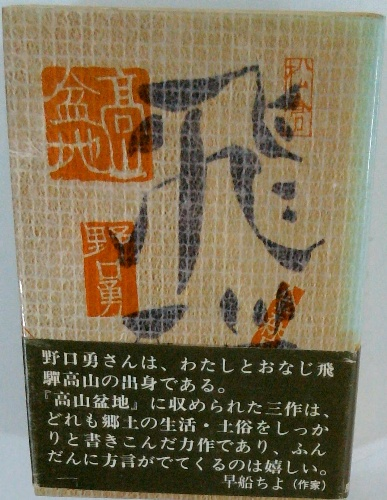 飛
高山
盆地
野口勇
野口勇さんは、わたしとおなじ飛
騨高山の出身である。
『高山盆地』に収められた三作は、
どれも郷土の生活・土俗をしっか
りと書きこんだ力作であり、ふん
だんに方言がでてくるのは嬉しい。
早船ちよ(作家)